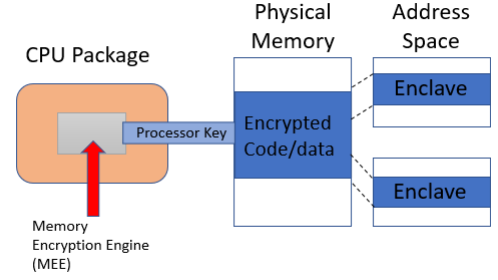 CPU Package
Physical
Memory
Address
Space
Processor Key
Encrypted
Code/data
Enclave
Enclave
Memory
Encryption Engine
(MEE)